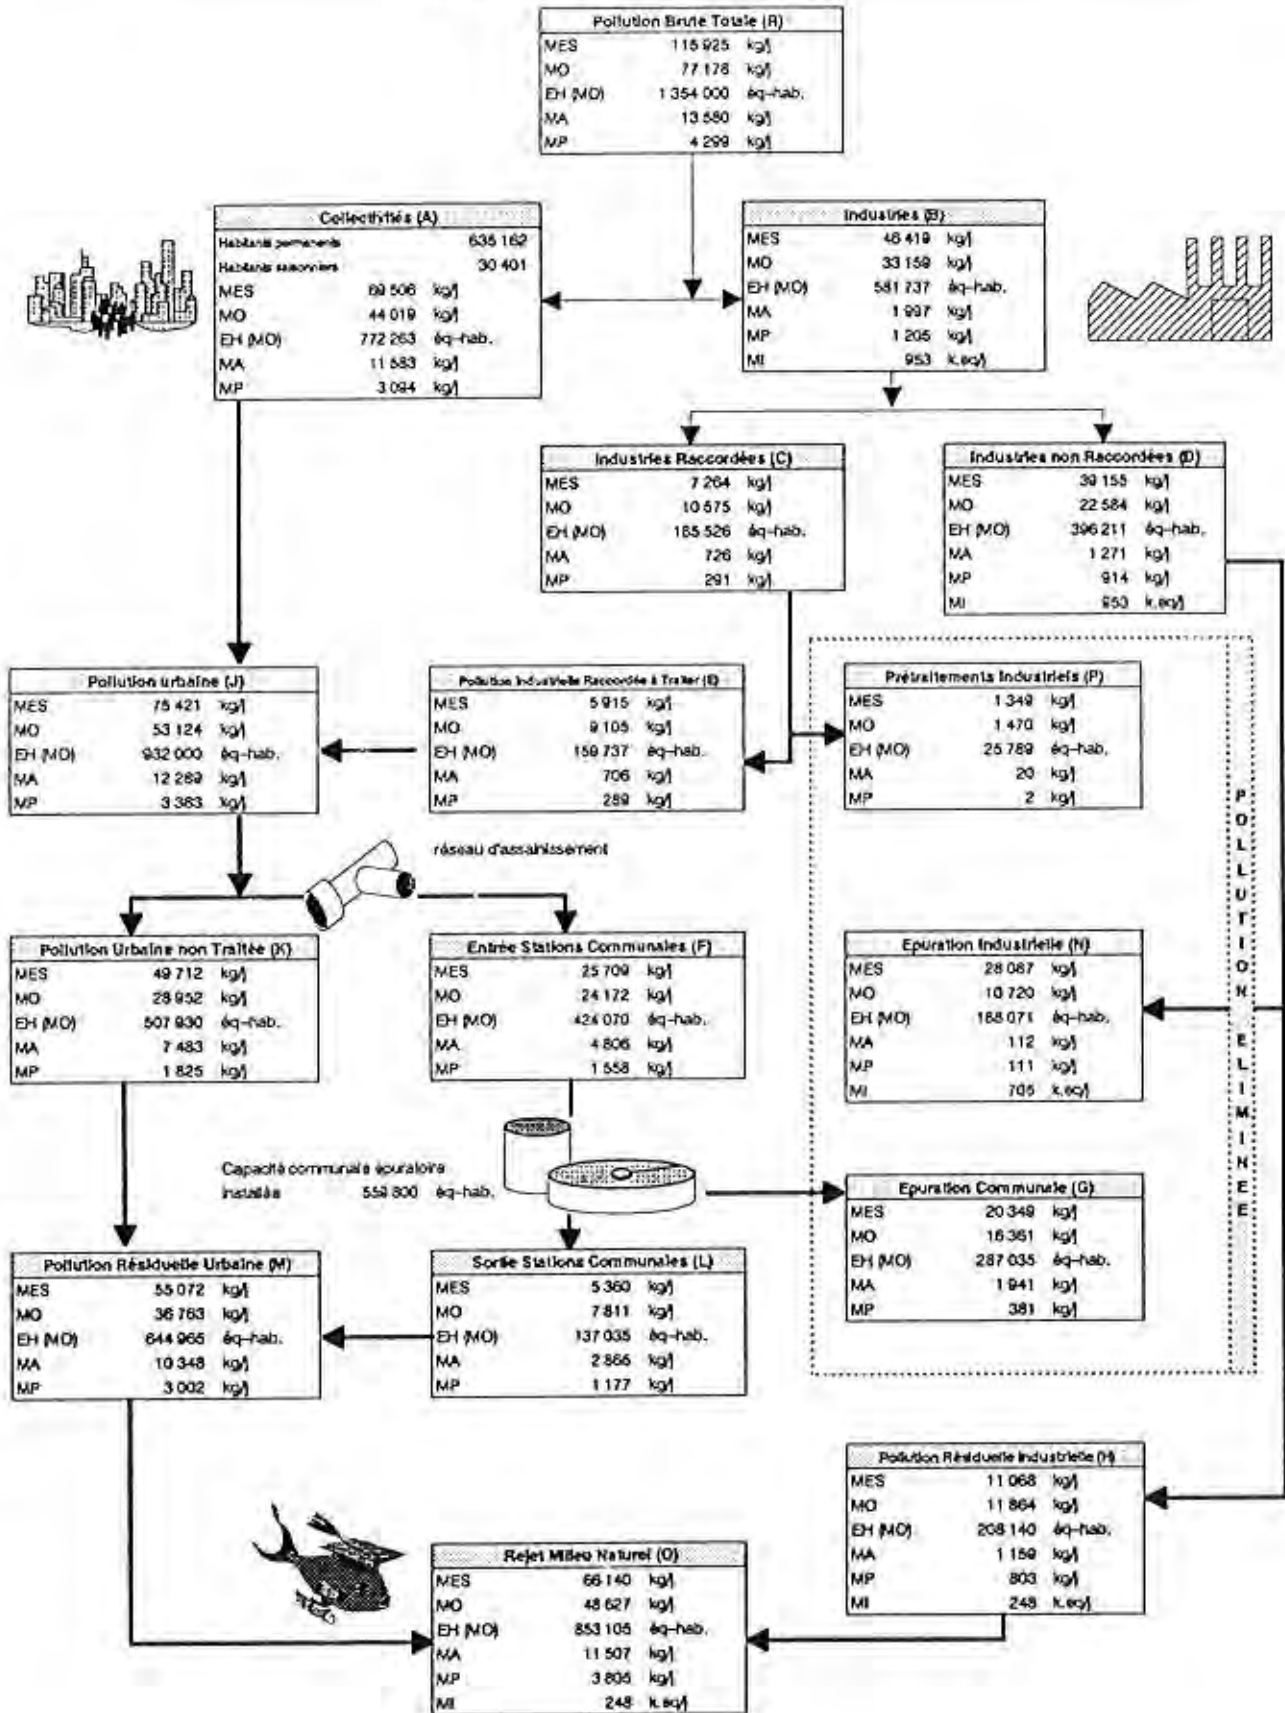 Pollution Brute Totale (R)
MES 115 925 kg/j
MO 77 178 kg/j
EH (MO) 1 354 000 éq-hab.
MA 13 580 kg/j
MP 4 299 kg/j
Collectivités (A)
Habitants permanents 635 162
Habitants saisonniers 30 401
MES 69 506 kg/j
MO 44 019 kg/j
EH (MO) 772 263 éq-hab.
MA 11 583 kg/j
MP 3 094 kg/j
Industries (B)
MES 46 419 kg/j
MO 33 159 kg/j
EH (MO) 581 737 éq-hab.
MA 1 997 kg/j
MP 1 205 kg/j
MI 953 k.eq/j
Industries Raccordées (C)
MES 7 264 kg/j
MO 10 575 kg/j
EH (MO) 185 526 éq-hab.
MA 726 kg/j
MP 291 kg/j
Industries non Raccordées (D)
MES 39 155 kg/j
MO 22 584 kg/j
EH (MO) 396 211 éq-hab.
MA 1 271 kg/j
MP 914 kg/j
MI 953 k.eq/j
Pollution urbaine (J)
MES 75 421 kg/j
MO 53 124 kg/j
EH (MO) 932 000 éq-hab.
MA 12 289 kg/j
MP 3 383 kg/j
Pollution Industrielle Raccordée à Traiter (E)
MES 5 915 kg/j
MO 9 105 kg/j
EH (MO) 159 737 éq-hab.
MA 706 kg/j
MP 289 kg/j
Prétraitements Industriels (P)
MES 1 349 kg/j
MO 1 470 kg/j
EH (MO) 25 789 éq-hab.
MA 20 kg/j
MP 2 kg/j
POLLUTION ELIMINEE
réseau d'assainissement
Pollution Urbaine non Traitée (K)
MES 49 712 kg/j
MO 28 952 kg/j
EH (MO) 507 930 éq-hab.
MA 7 483 kg/j
MP 1 825 kg/j
Entrée Stations Communales (F)
MES 25 709 kg/j
MO 24 172 kg/j
EH (MO) 424 070 éq-hab.
MA 4 806 kg/j
MP 1 558 kg/j
Epuration Industrielle (N)
MES 28 087 kg/j
MO 10 720 kg/j
EH (MO) 188 071 éq-hab.
MA 112 kg/j
MP 111 kg/j
MI 705 k.eq/j
Capacité communale épuratoire
installée 559 800 éq-hab.
Epuration Communale (G)
MES 20 349 kg/j
MO 16 361 kg/j
EH (MO) 287 035 éq-hab.
MA 1 941 kg/j
MP 381 kg/j
Pollution Résiduelle Urbaine (M)
MES 55 072 kg/j
MO 36 763 kg/j
EH (MO) 644 965 éq-hab.
MA 10 348 kg/j
MP 3 002 kg/j
Sortie Stations Communales (L)
MES 5 360 kg/j
MO 7 811 kg/j
EH (MO) 137 035 éq-hab.
MA 2 865 kg/j
MP 1 177 kg/j
Pollution Résiduelle Industrielle (H)
MES 11 068 kg/j
MO 11 864 kg/j
EH (MO) 208 140 éq-hab.
MA 1 159 kg/j
MP 803 kg/j
MI 248 k.eq/j
Rejet Milieu Naturel (O)
MES 66 140 kg/j
MO 48 627 kg/j
EH (MO) 853 105 éq-hab.
MA 11 507 kg/j
MP 3 805 kg/j
MI 248 k.eq/j